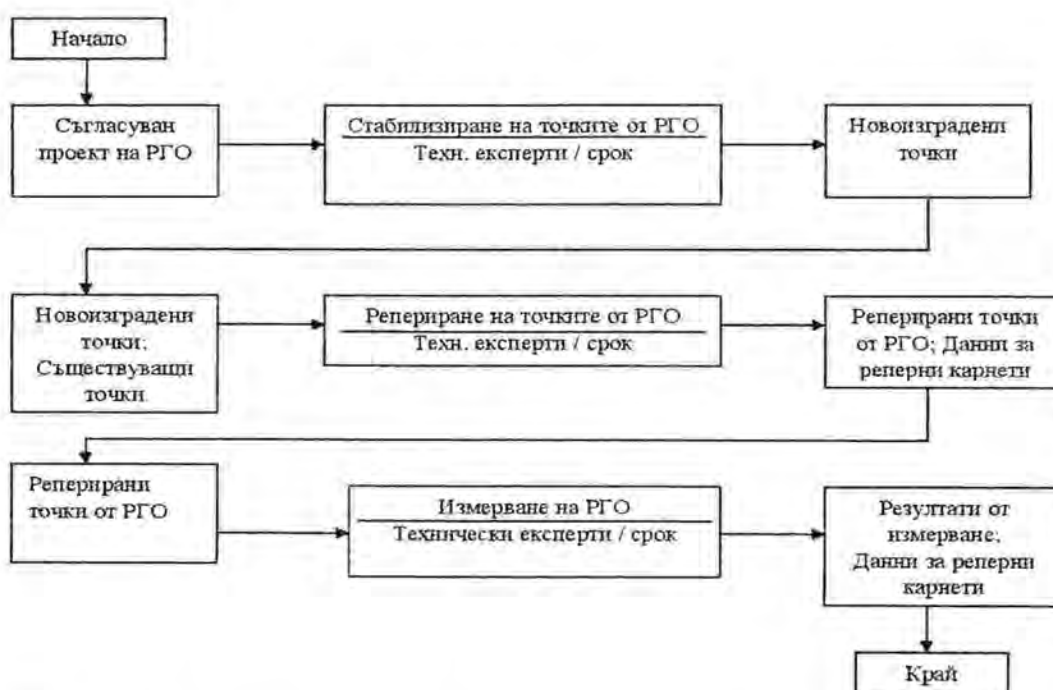 Начало
Съгласуван
проект на РГО
Стабилизиране на точките от РГО
Техн. експерти / срок
Новоизградени
точки
Новоизградени
точки;
Съществуващи
точки
Репериране на точките от РГО
Техн. експерти / срок
Реперирани точки
от РГО; Данни за
реперни карнети
Реперирани
точки от РГО
Измерване на РГО
Технически експерти / срок
Резултати от
измерване;
Данни за реперни
карнети
Край